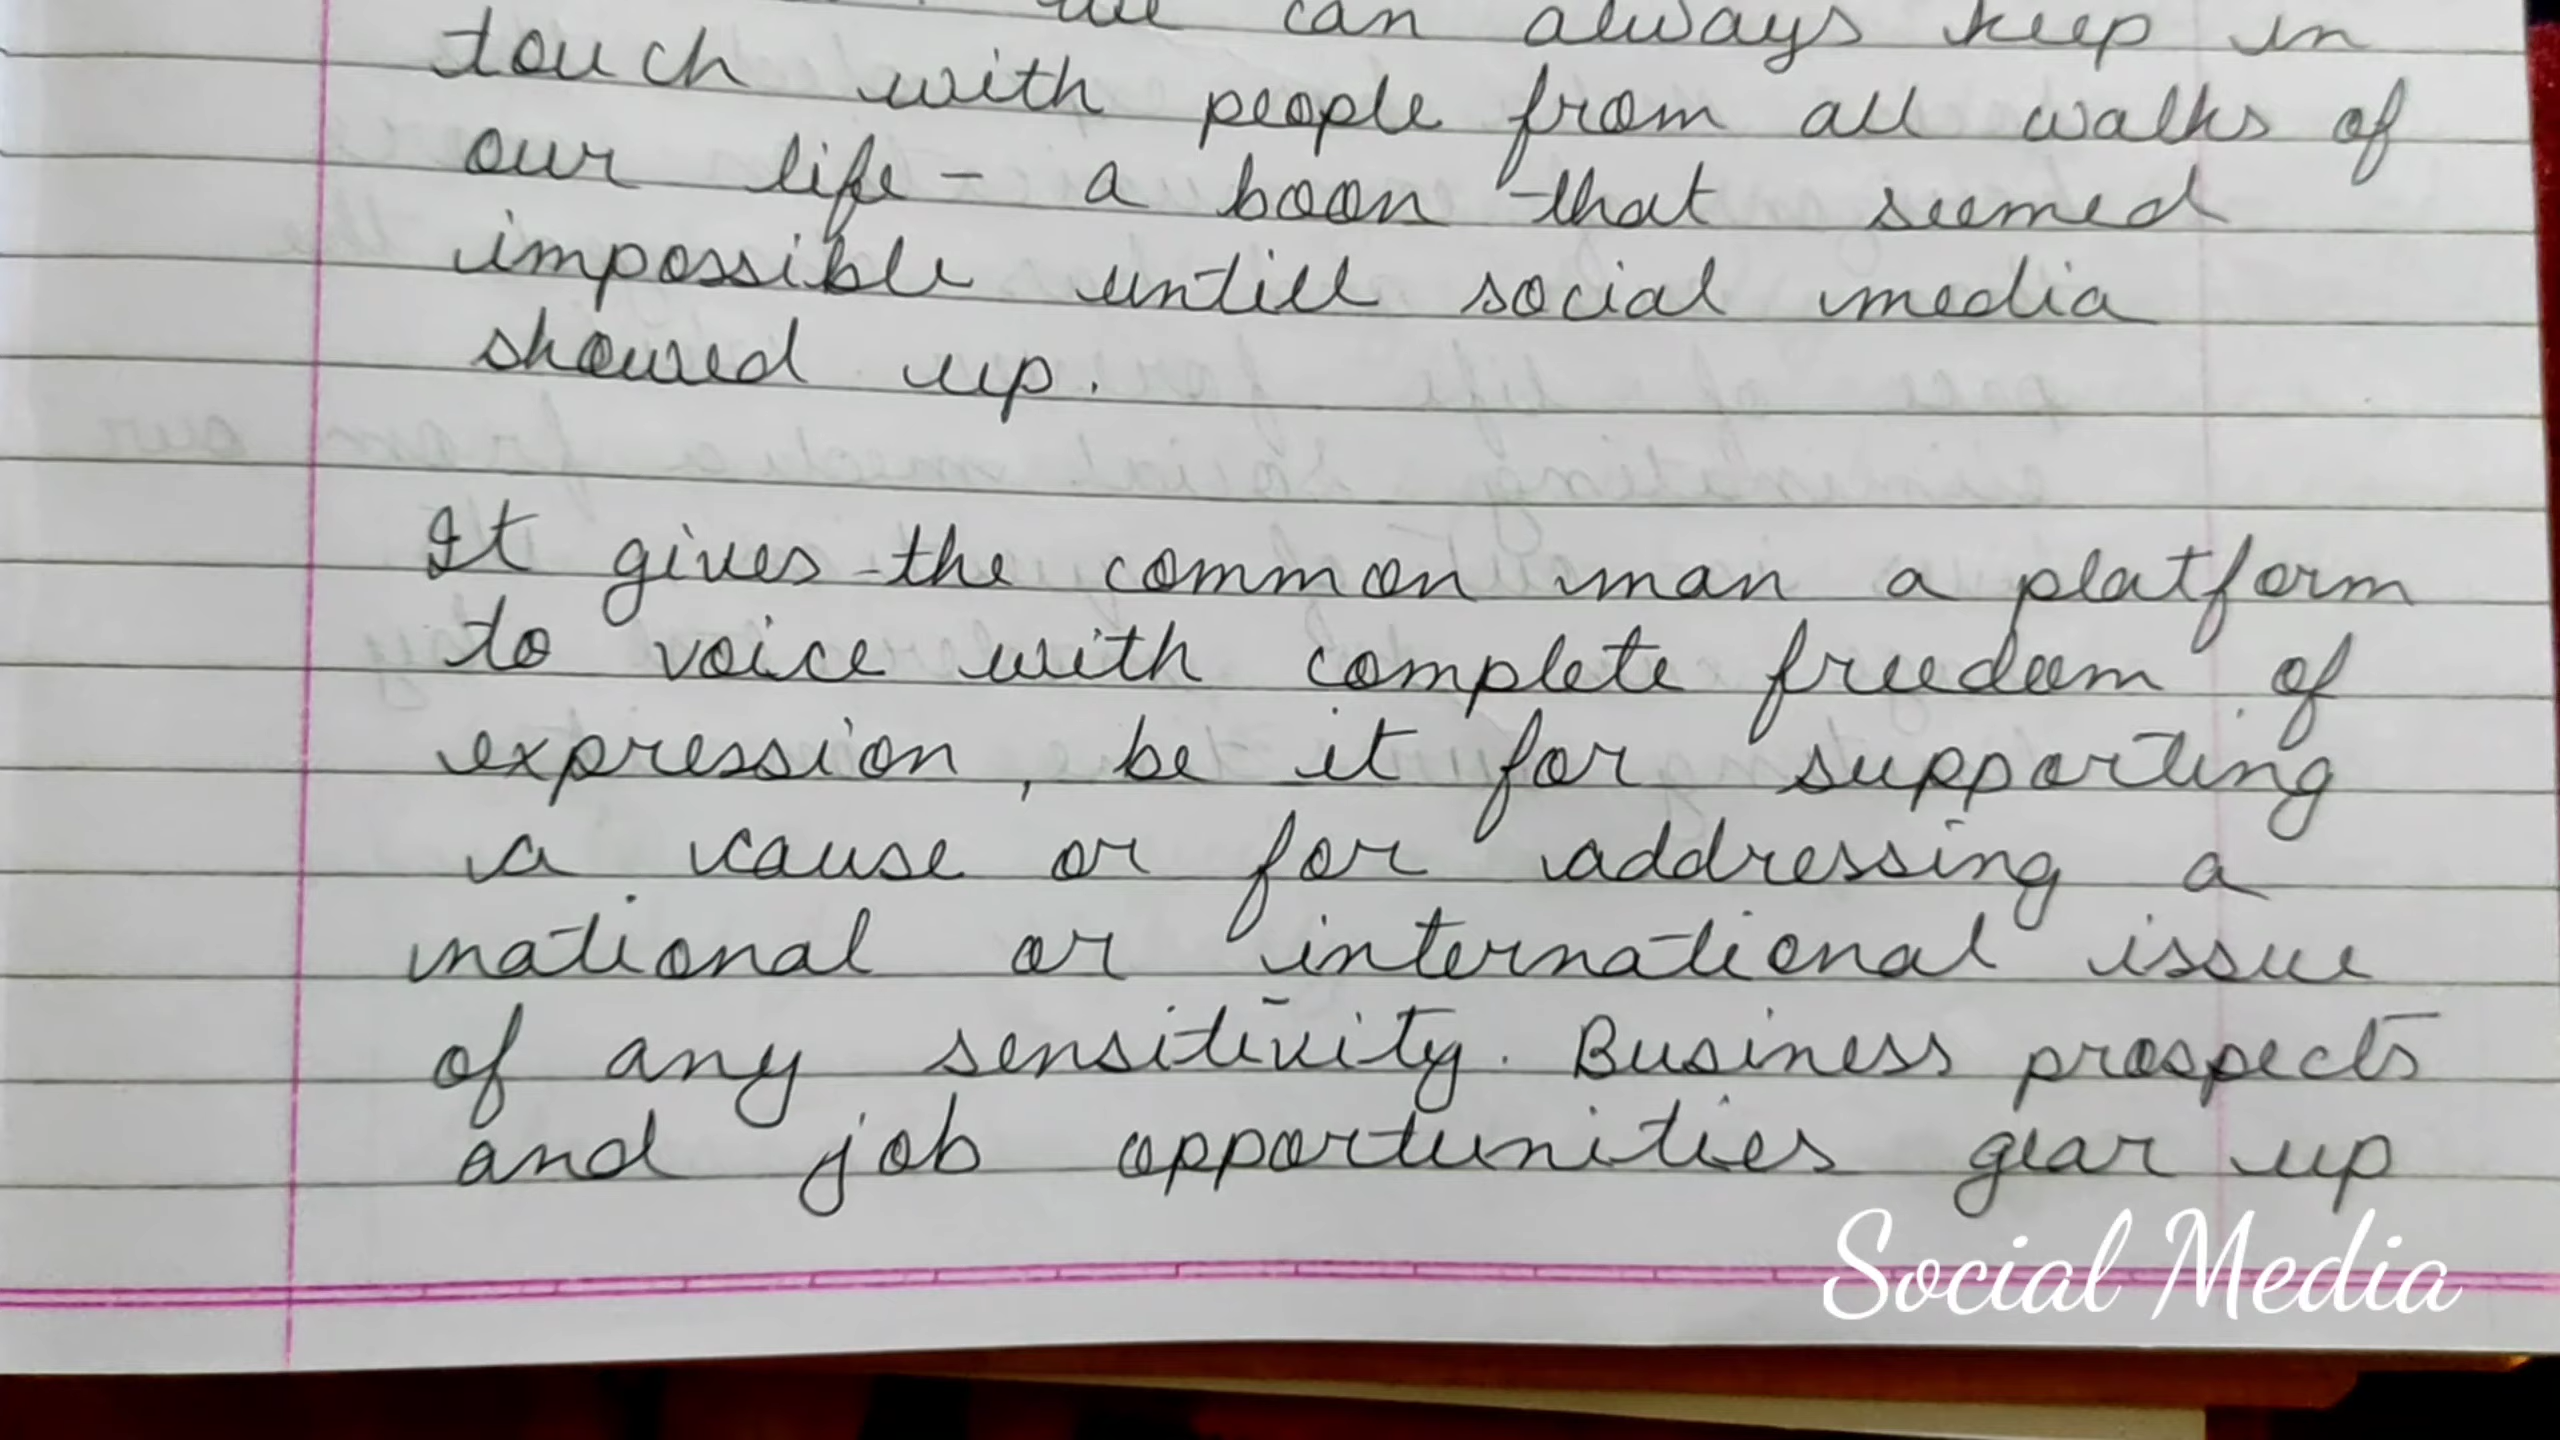 we can always keep in
touch with people from all walks of
our life - a boon that seemed
impossible untill social media
showed up.
It gives the common man a platform
to voice with complete freedom of
expression, be it for supporting
a cause or for addressing a
national or international issue
of any sensitivity. Business prospects
and job opportunities gear up
Social Media